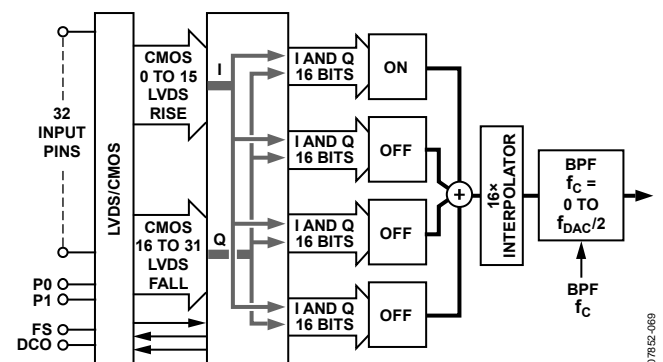 32
INPUT
PINS
P0
P1
FS
DCO
LVDS/CMOS
CMOS
0 TO 15
LVDS
RISE
CMOS
16 TO 31
LVDS
FALL
I
Q
I AND Q
16 BITS
ON
I AND Q
16 BITS
OFF
I AND Q
16 BITS
OFF
I AND Q
16 BITS
OFF
+
16×
INTERPOLATOR
BPF
fC =
0 TO
fDAC/2
BPF
fC
07852-069